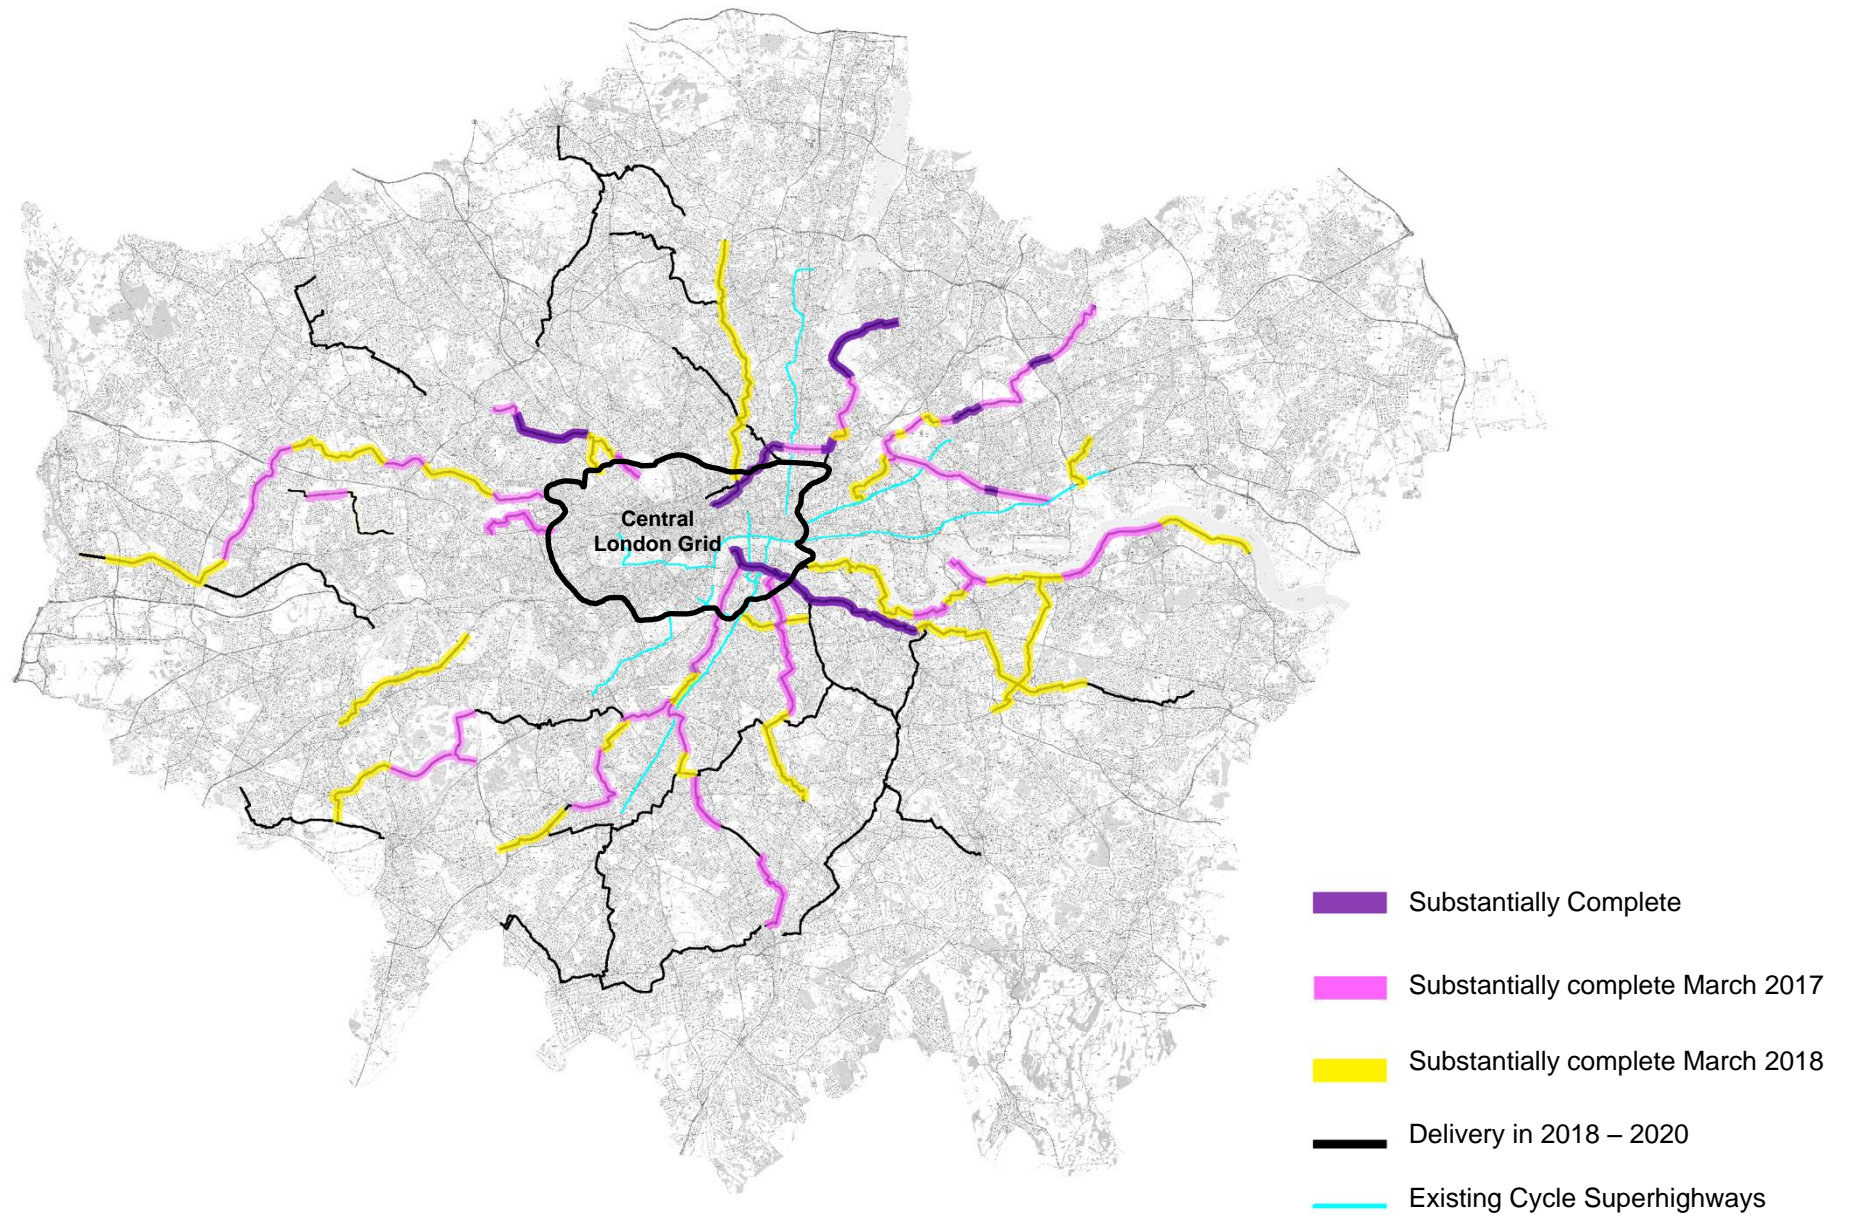 Central
London Grid
Substantially Complete
Substantially complete March 2017
Substantially complete March 2018
Delivery in 2018 – 2020
Existing Cycle Superhighways